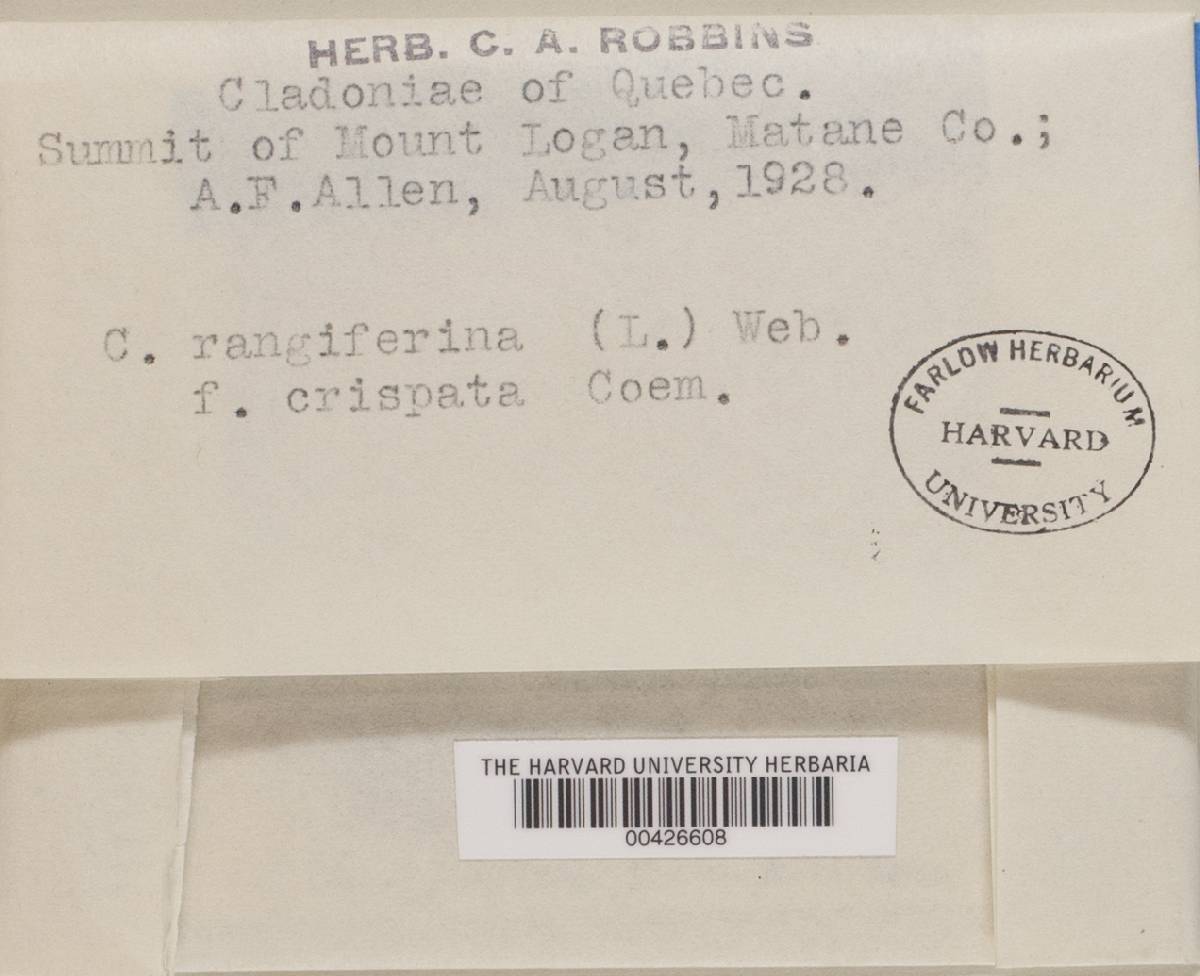 HERB. C. A. ROBBINS
Cladoniae of Quebec.
Summit of Mount Logan, Matane Co.;
A.F.Allen, August,1928.
C. rangiferina (L.) Web.
f. crispata Coem.
FARLOW HERBARIUM
HARVARD
UNIVERSITY
THE HARVARD UNIVERSITY HERBARIA
00426608